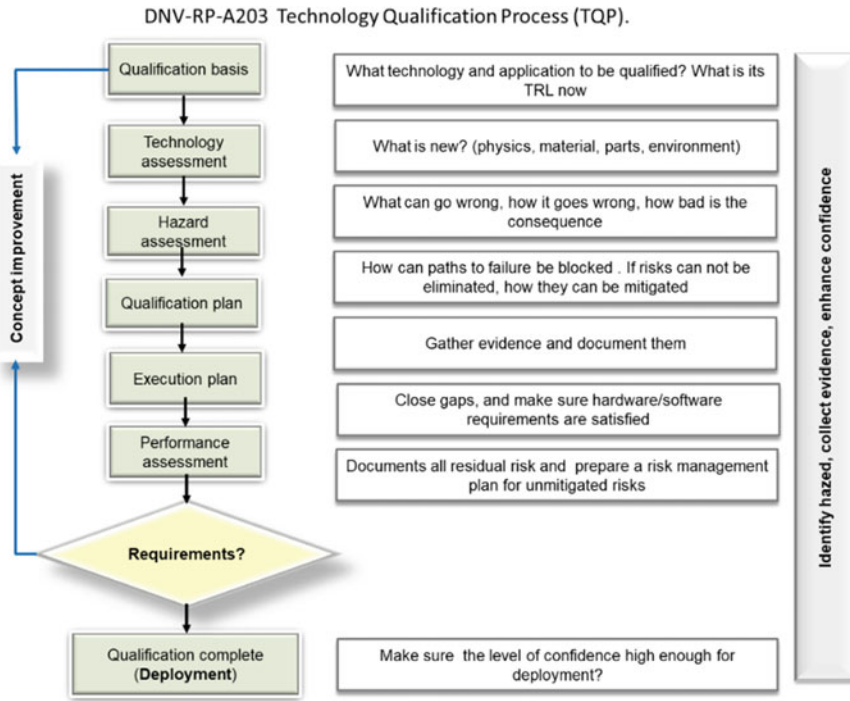 DNV-RP-A203 Technology Qualification Process (TQP).
Qualification basis
What technology and application to be qualified? What is its
TRL now
Technology
assessment
What is new? (physics, material, parts, environment)
Hazard
assessment
What can go wrong, how it goes wrong, how bad is the
consequence
Qualification plan
How can paths to failure be blocked . If risks can not be
eliminated, how they can be mitigated
Execution plan
Gather evidence and document them
Performance
assessment
Close gaps, and make sure hardware/software
requirements are satisfied
Documents all residual risk and prepare a risk management
plan for unmitigated risks
Requirements?
Qualification complete
(Deployment)
Make sure the level of confidence high enough for
deployment?
Concept improvement
Identify hazed, collect evidence, enhance confidence